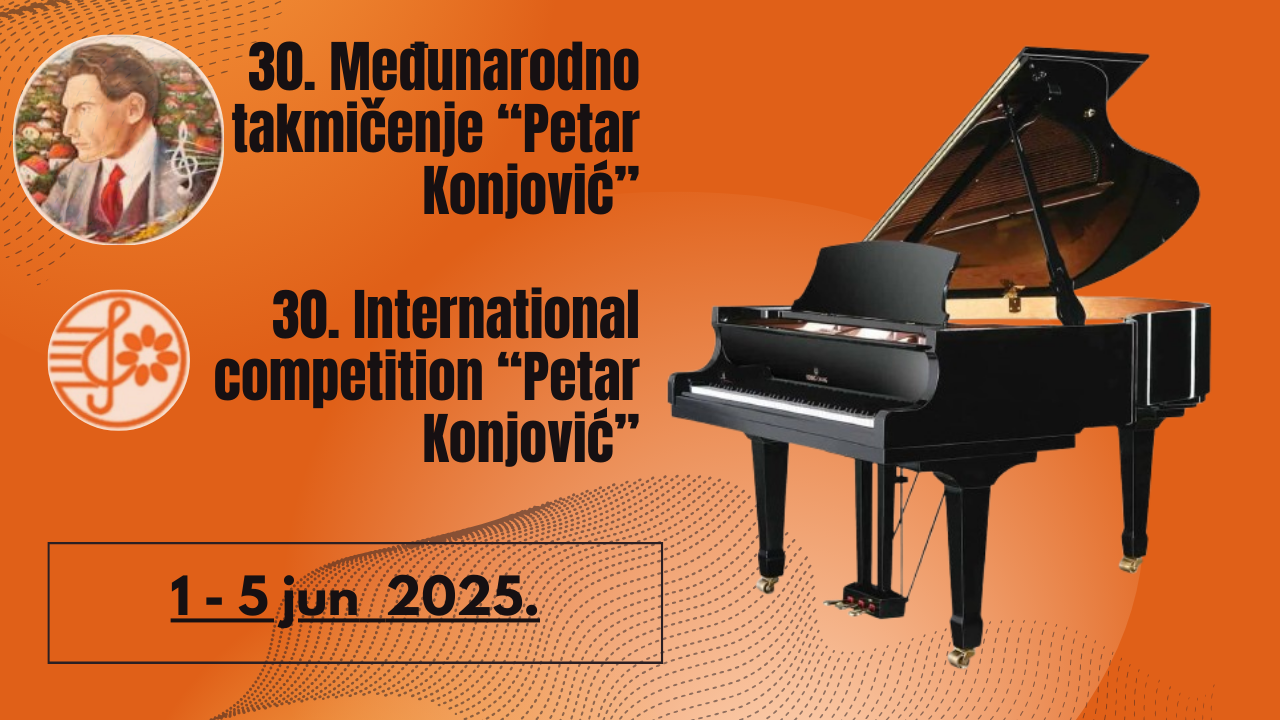 30. Međunarodno
takmičenje “Petar
Konjović”
30. International
competition “Petar
Konjović”
1 - 5 jun 2025.